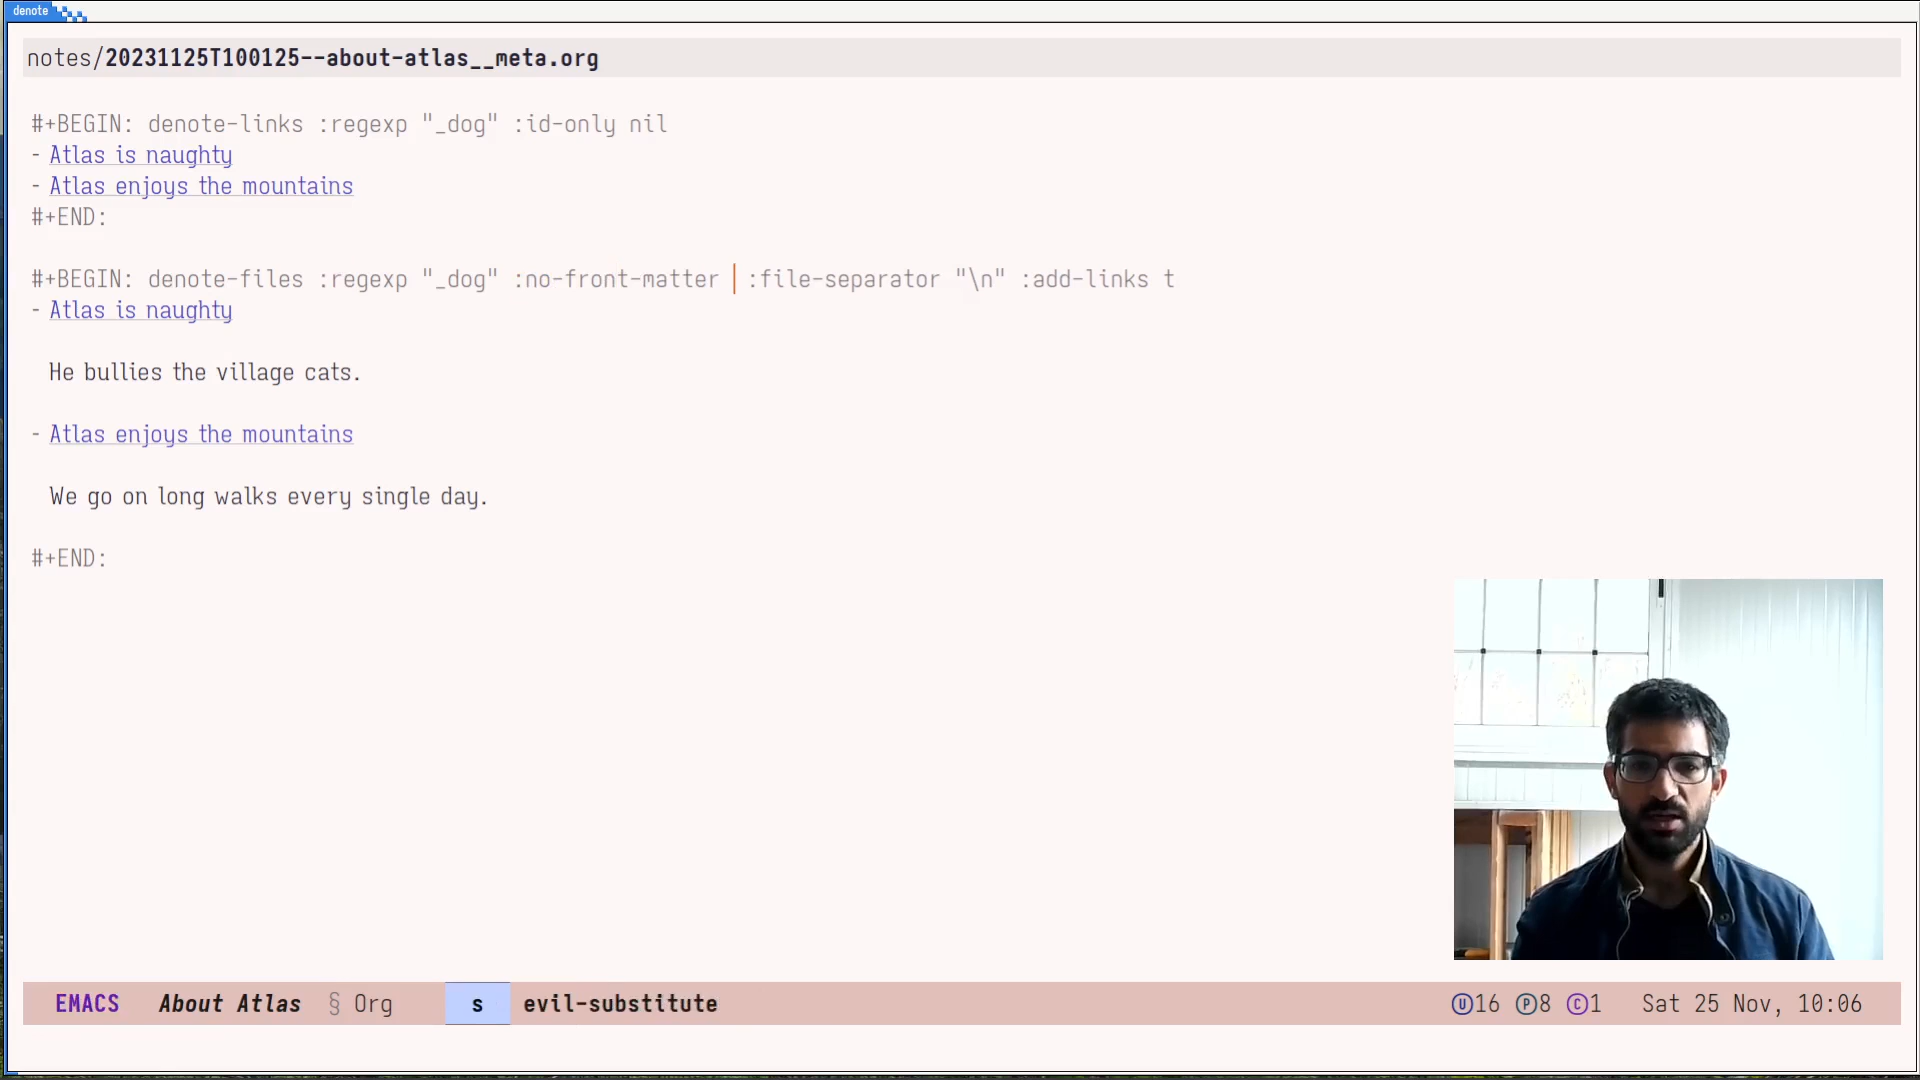 denote
notes/20231125T100125--about-atlas__meta.org
#+BEGIN: denote-links :regexp "_dog" :id-only nil
- Atlas is naughty
- Atlas enjoys the mountains
#+END:
#+BEGIN: denote-files :regexp "_dog" :no-front-matter :file-separator "\n" :add-links t
- Atlas is naughty
He bullies the village cats.
- Atlas enjoys the mountains
We go on long walks every single day.
#+END:
EMACS About Atlas § Org s evil-substitute Ⓤ16 Ⓟ8 Ⓒ1 Sat 25 Nov, 10:06